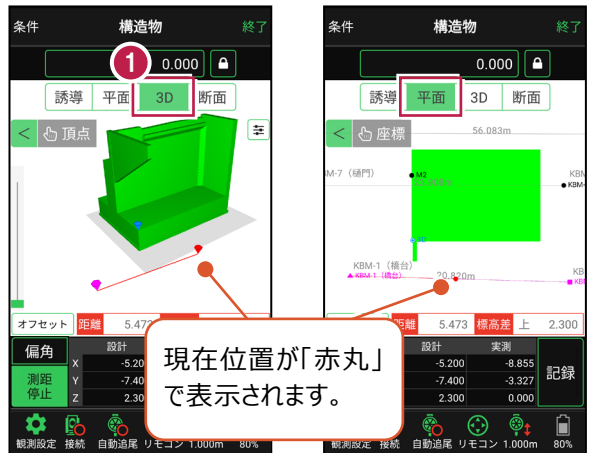 条件 構造物 終了
0.000
1
誘導 平面 3D 断面
< 頂点
オフセット 距離 5.47
偏角 設計
X -5.20
測距 Y -7.40
停止 Z 2.30
観測設定 接続 自動追尾 リモコン 1.000m 80%
条件 構造物 終了
0.000
誘導 平面 3D 断面
< 座標
56.083m
M-7（樋門） M2 KBM
KBM-
3D
KBM-1（橋台） KB
KBM-1（橋台） 20.820m KB
距離 5.473 標高差 上 2.300
設計 実測
-5.200 -8.855
-7.400 -3.327
2.300 0.000
記録
観測設定 接続 自動追尾 リモコン 1.000m 80%
現在位置が「赤丸」
で表示されます。